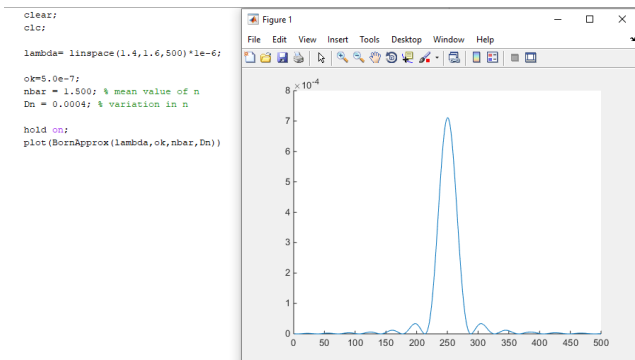 clear;
clc;
lambda= linspace(1.4,1.6,500)*1e-6;
ok=5.0e-7;
nbar = 1.500; % mean value of n
Dn = 0.0004; % variation in n
hold on;
plot(BornApprox(lambda,ok,nbar,Dn))
Figure 1
File Edit View Insert Tools Desktop Window Help
×10⁻⁴
8
7
6
5
4
3
2
1
0
0 50 100 150 200 250 300 350 400 450 500